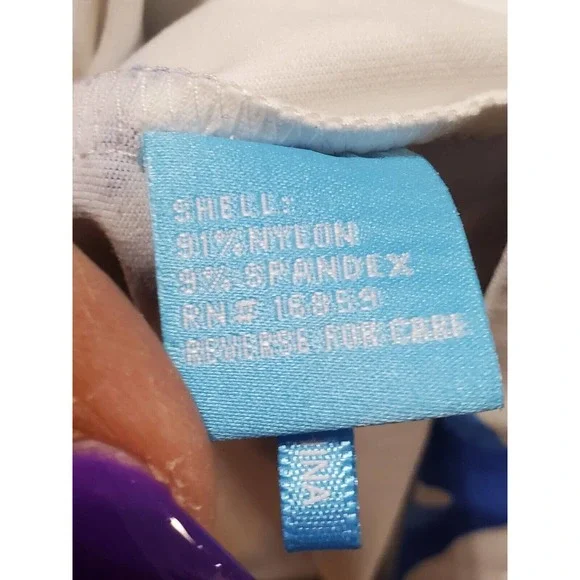 SHELL:
91% NYLON
9% SPANDEX
RN# 16859
REVERSE FOR CARE
INA